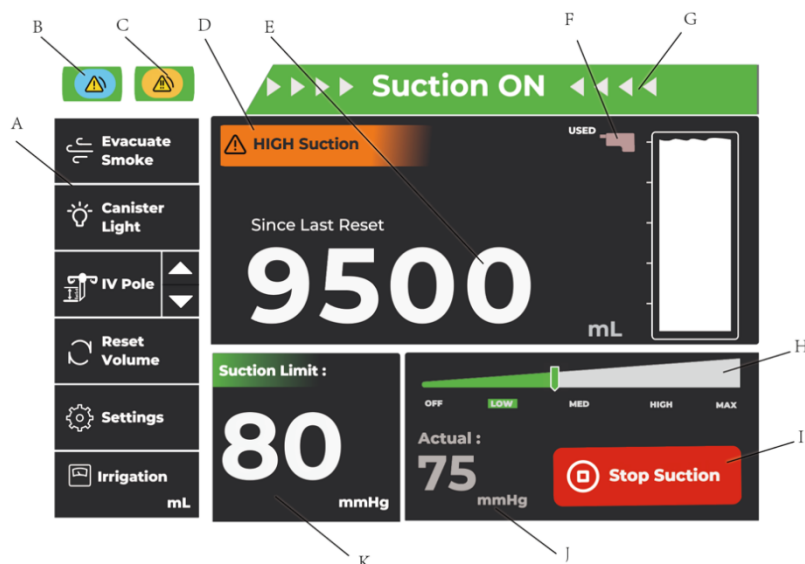 B
C
D
E
F
G
Suction ON
A
Evacuate
Smoke
HIGH Suction
USED
Canister
Light
Since Last Reset
9500
mL
IV Pole
Reset
Volume
Suction Limit :
80
mmHg
H
OFF
LOW
MED
HIGH
MAX
Settings
Actual :
75
mmHg
Stop Suction
I
Irrigation
mL
K
J